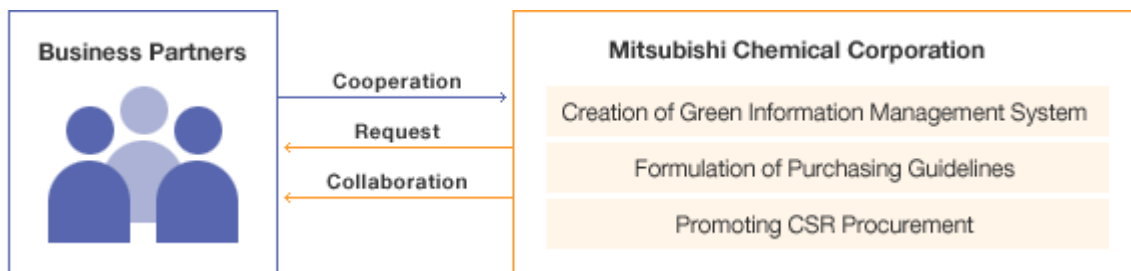 Business Partners
Cooperation
Request
Collaboration
Mitsubishi Chemical Corporation
Creation of Green Information Management System
Formulation of Purchasing Guidelines
Promoting CSR Procurement